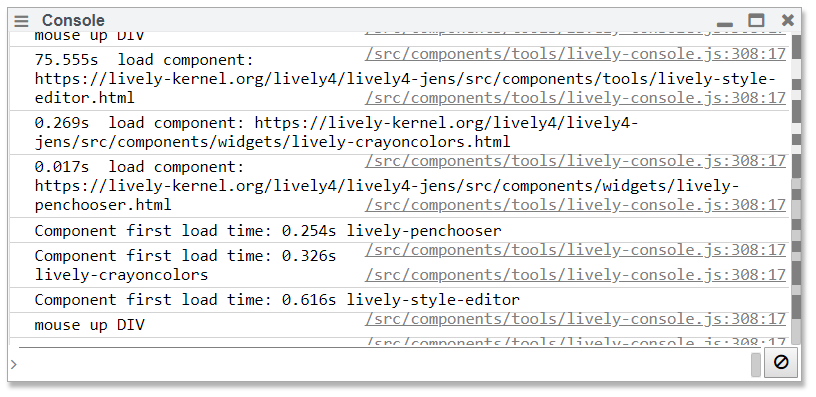 Console
mouse up DIV
/src/components/tools/lively-console.js:308:17
75.555s  load component:
/src/components/tools/lively-console.js:308:17
https://lively-kernel.org/lively4/lively4-jens/src/components/tools/lively-style-
editor.html
/src/components/tools/lively-console.js:308:17
0.269s  load component: https://lively-kernel.org/lively4/lively4-
jens/src/components/widgets/lively-crayoncolors.html
/src/components/tools/lively-console.js:308:17
0.017s  load component:
https://lively-kernel.org/lively4/lively4-jens/src/components/widgets/lively-
penchooser.html
/src/components/tools/lively-console.js:308:17
Component first load time: 0.254s lively-penchooser
/src/components/tools/lively-console.js:308:17
Component first load time: 0.326s
lively-crayoncolors
/src/components/tools/lively-console.js:308:17
Component first load time: 0.616s lively-style-editor
/src/components/tools/lively-console.js:308:17
mouse up DIV
/src/components/tools/lively-console.js:308:17